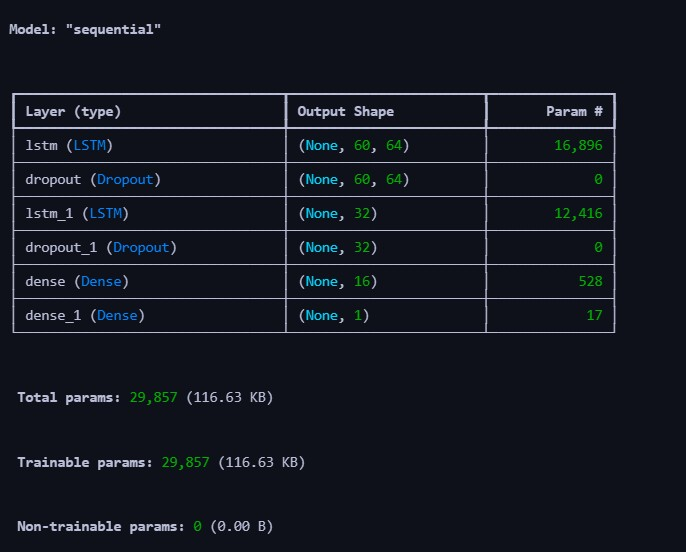 Model: "sequential"
Layer (type) Output Shape Param #
lstm (LSTM) (None, 60, 64) 16,896
dropout (Dropout) (None, 60, 64) 0
lstm_1 (LSTM) (None, 32) 12,416
dropout_1 (Dropout) (None, 32) 0
dense (Dense) (None, 16) 528
dense_1 (Dense) (None, 1) 17
Total params: 29,857 (116.63 KB)
Trainable params: 29,857 (116.63 KB)
Non-trainable params: 0 (0.00 B)